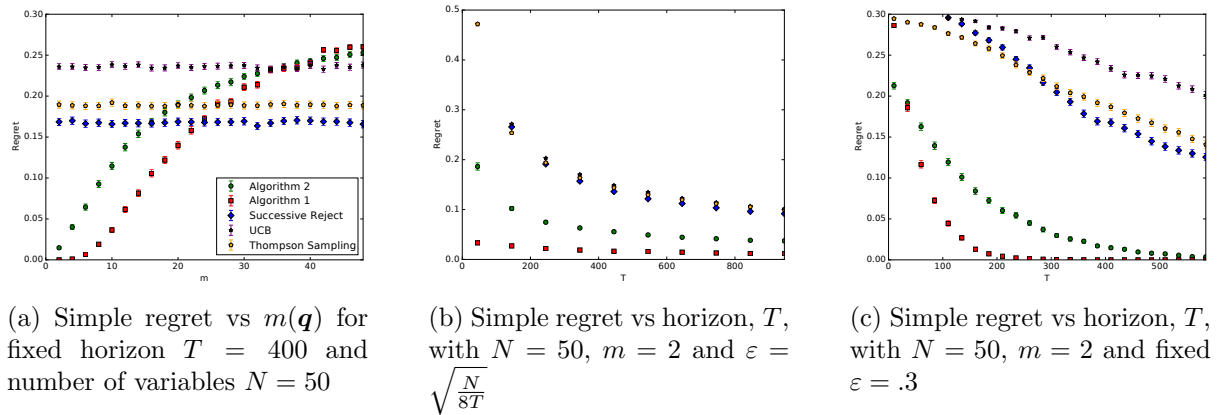 0.30
0.25
0.20
0.15
0.10
0.05
0.00
Regret
0 10 20 30 40
m
Algorithm 2
Algorithm 1
Successive Reject
UCB
Thompson Sampling
0.5
0.4
0.3
0.2
0.1
0.0
Regret
0 200 400 600 800
T
0.30
0.25
0.20
0.15
0.10
0.05
0.00
Regret
0 100 200 300 400 500
T
(a) Simple regret vs m(q) for
fixed horizon T = 400 and
number of variables N = 50
(b) Simple regret vs horizon, T,
with N = 50, m = 2 and ε =
√(N/8T)
(c) Simple regret vs horizon, T,
with N = 50, m = 2 and fixed
ε = .3